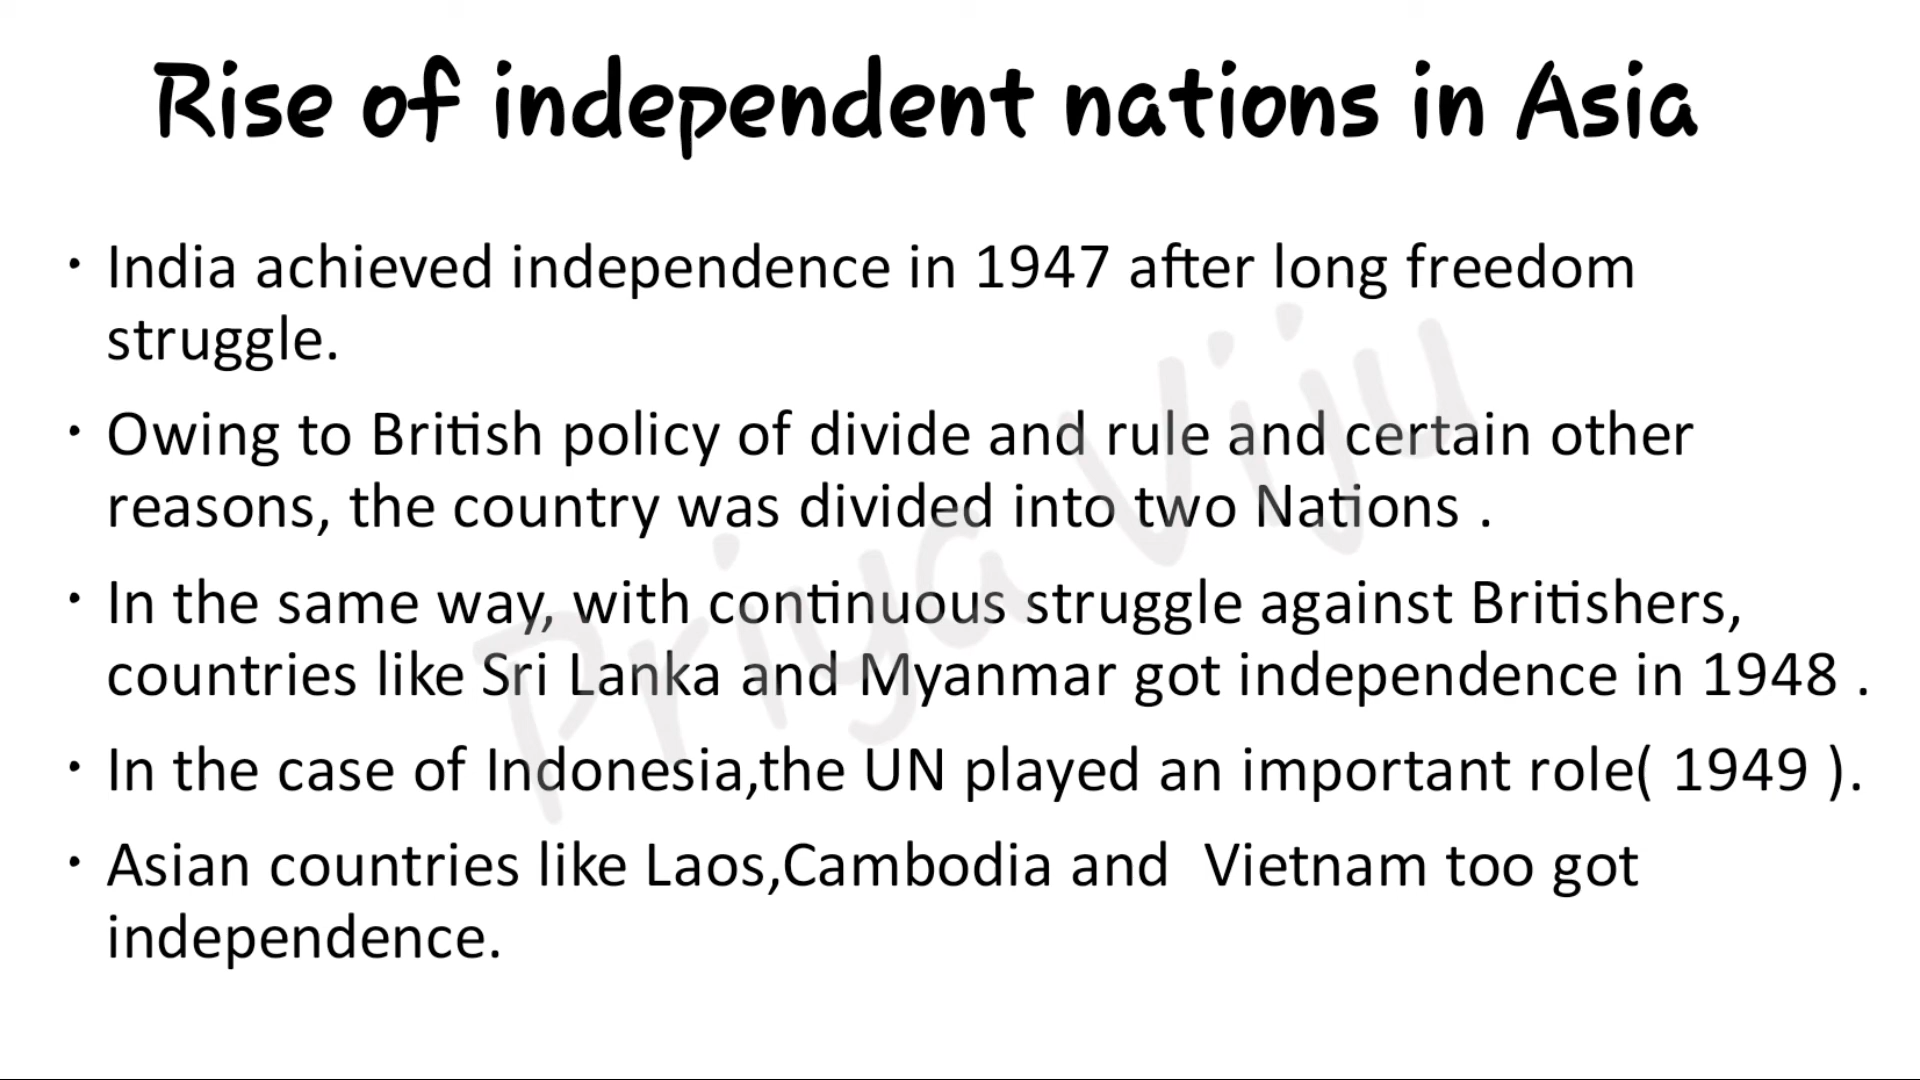 Rise of independent nations in Asia
• India achieved independence in 1947 after long freedom
struggle.
• Owing to British policy of divide and rule and certain other
reasons, the country was divided into two Nations .
• In the same way, with continuous struggle against Britishers,
countries like Sri Lanka and Myanmar got independence in 1948 .
• In the case of Indonesia,the UN played an important role( 1949 ).
• Asian countries like Laos,Cambodia and  Vietnam too got
independence.
Priya Viju